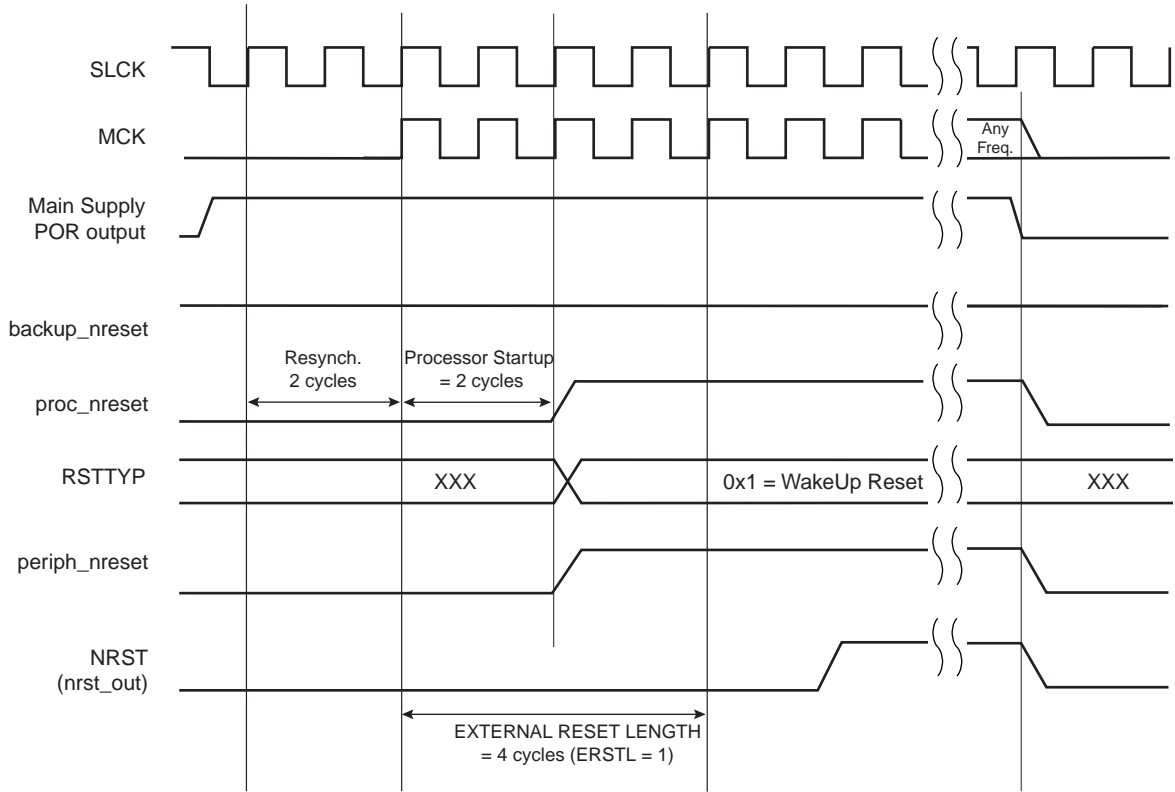 SLCK
MCK
Any
Freq.
Main Supply
POR output
backup_nreset
Resynch.
2 cycles
Processor Startup
= 2 cycles
proc_nreset
RSTTYP
XXX
0x1 = WakeUp Reset
XXX
periph_nreset
NRST
(nrst_out)
EXTERNAL RESET LENGTH
= 4 cycles (ERSTL = 1)